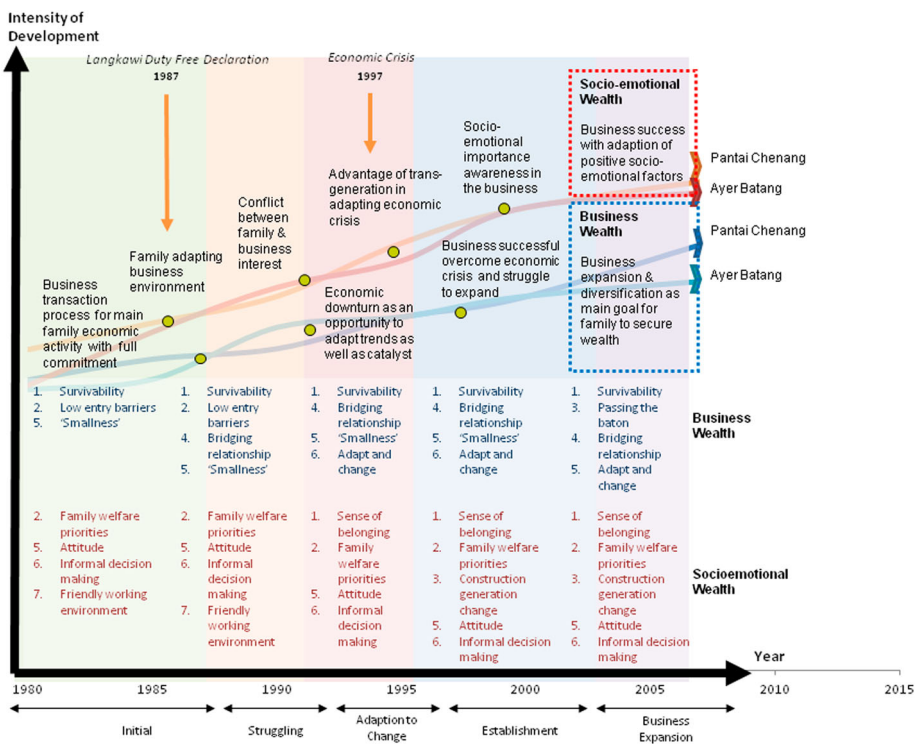 Intensity of
Development
Langkawi Duty Free Declaration
1987
Economic Crisis
1997
Socio-emotional
Wealth
Business success
with adaption of
positive socio-
emotional factors
Socio-
emotional
importance
awareness in
the business
Pantai Chenang
Ayer Batang
Advantage of trans-
generation in
adapting economic
crisis
Conflict
between
family &
business
interest
Business
Wealth
Business
expansion &
diversification as
main goal for
family to secure
wealth
Pantai Chenang
Ayer Batang
Business successful
overcome economic
crisis and struggle
to expand
Family adapting
business
environment
Business
transaction
process for main
family economic
activity with full
commitment
Economic
downturn as an
opportunity to
adapt trends as
well as catalyst
1. Survivability
2. Low entry barriers
5. ‘Smallness’
1. Survivability
2. Low entry
barriers
4. Bridging
relationship
5. ‘Smallness’
1. Survivability
4. Bridging
relationship
5. ‘Smallness’
6. Adapt and
change
1. Survivability
4. Bridging
relationship
5. ‘Smallness’
6. Adapt and
change
1. Survivability
3. Passing the
baton
4. Bridging
relationship
5. Adapt and
change
Business
Wealth
2. Family welfare
priorities
5. Attitude
6. Informal decision
making
7. Friendly working
environment
2. Family welfare
priorities
5. Attitude
6. Informal
decision
making
7. Friendly
working
environment
1. Sense of
belonging
2. Family
welfare
priorities
5. Attitude
6. Informal
decision
making
1. Sense of
belonging
2. Family welfare
priorities
3. Construction
generation
change
5. Attitude
6. Informal decision
making
1. Sense of
belonging
2. Family welfare
priorities
3. Construction
generation
change
5. Attitude
6. Informal decision
making
Socioemotional
Wealth
Year
1980 1985 1990 1995 2000 2005 2010 2015
Initial
Struggling
Adaption to
Change
Establishment
Business
Expansion